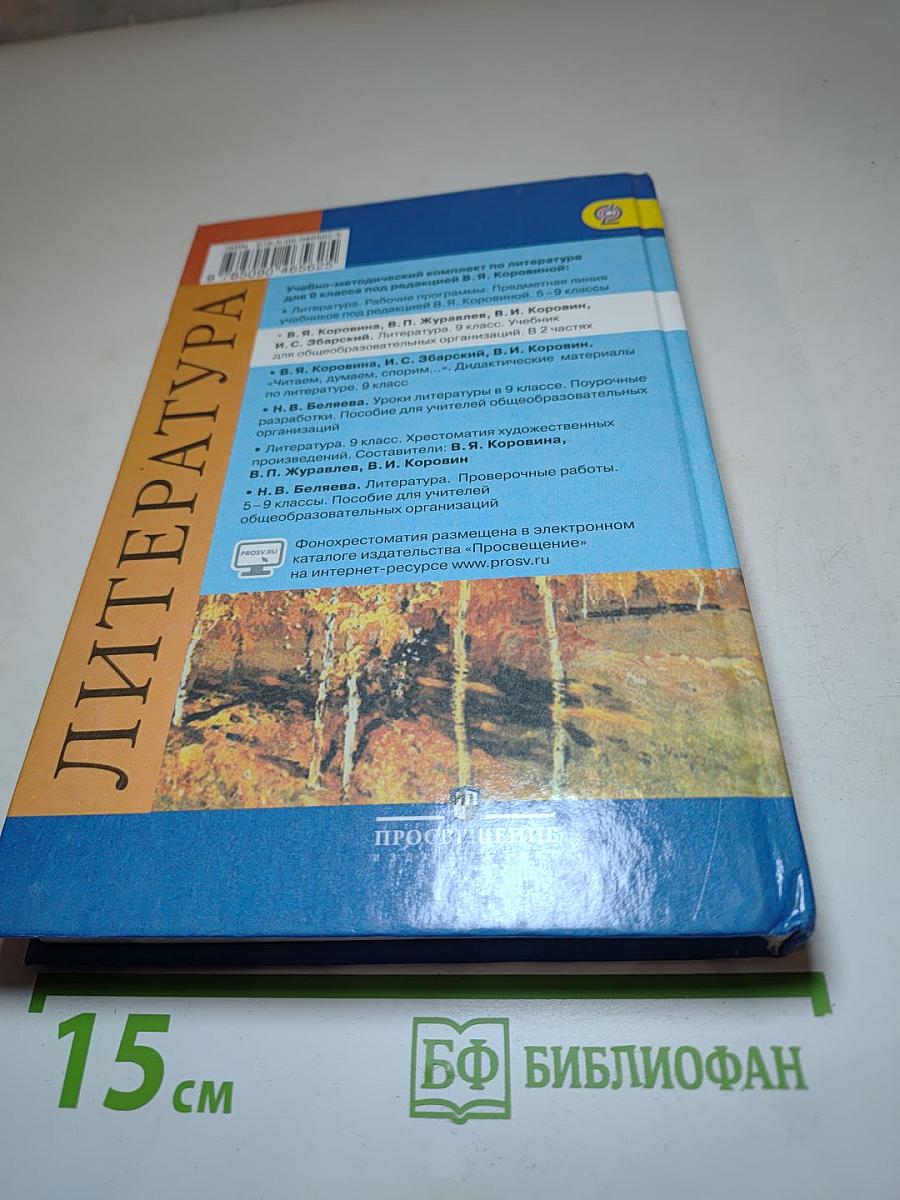 9 785090 465625
Учебно-методический комплект по литературе
для 9 класса под редакцией В. Я. Коровиной:
• Литература. Рабочие программы. Предметная линия
учебников под редакцией В. Я. Коровиной. 5–9 классы
• В. Я. Коровина, В. П. Журавлев, В. И. Коровин,
И. С. Збарский. Литература. 9 класс. Учебник
для общеобразовательных организаций. В 2 частях
• В. Я. Коровина, И. С. Збарский, В. И. Коровин.
«Читаем, думаем, спорим...». Дидактические материалы
по литературе. 9 класс
• Н. В. Беляева. Уроки литературы в 9 классе. Поурочные
разработки. Пособие для учителей общеобразовательных
организаций
• Литература. 9 класс. Хрестоматия художественных
произведений. Составители: В. Я. Коровина,
В. П. Журавлев, В. И. Коровин
• Н. В. Беляева. Литература. Проверочные работы.
5–9 классы. Пособие для учителей
общеобразовательных организаций
PROSV.RU
Фонохрестоматия размещена в электронном
каталоге издательства «Просвещение»
на интернет-ресурсе www.prosv.ru
ЛИТЕРАТУРА
ПРОСВЕЩЕНИЕ
15 см
БФ БИБЛИОФАН